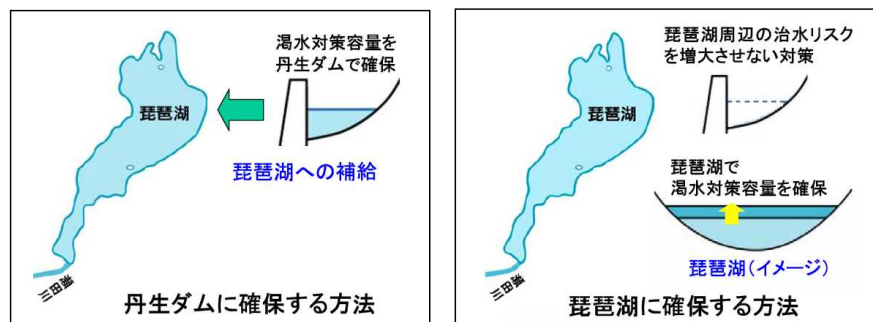 渇水対策容量を
丹生ダムで確保
琵琶湖
琵琶湖への補給
瀬田川
丹生ダムに確保する方法
琵琶湖周辺の治水リスク
を増大させない対策
琵琶湖
琵琶湖で
渇水対策容量を確保
琵琶湖(イメージ)
瀬田川
琵琶湖に確保する方法